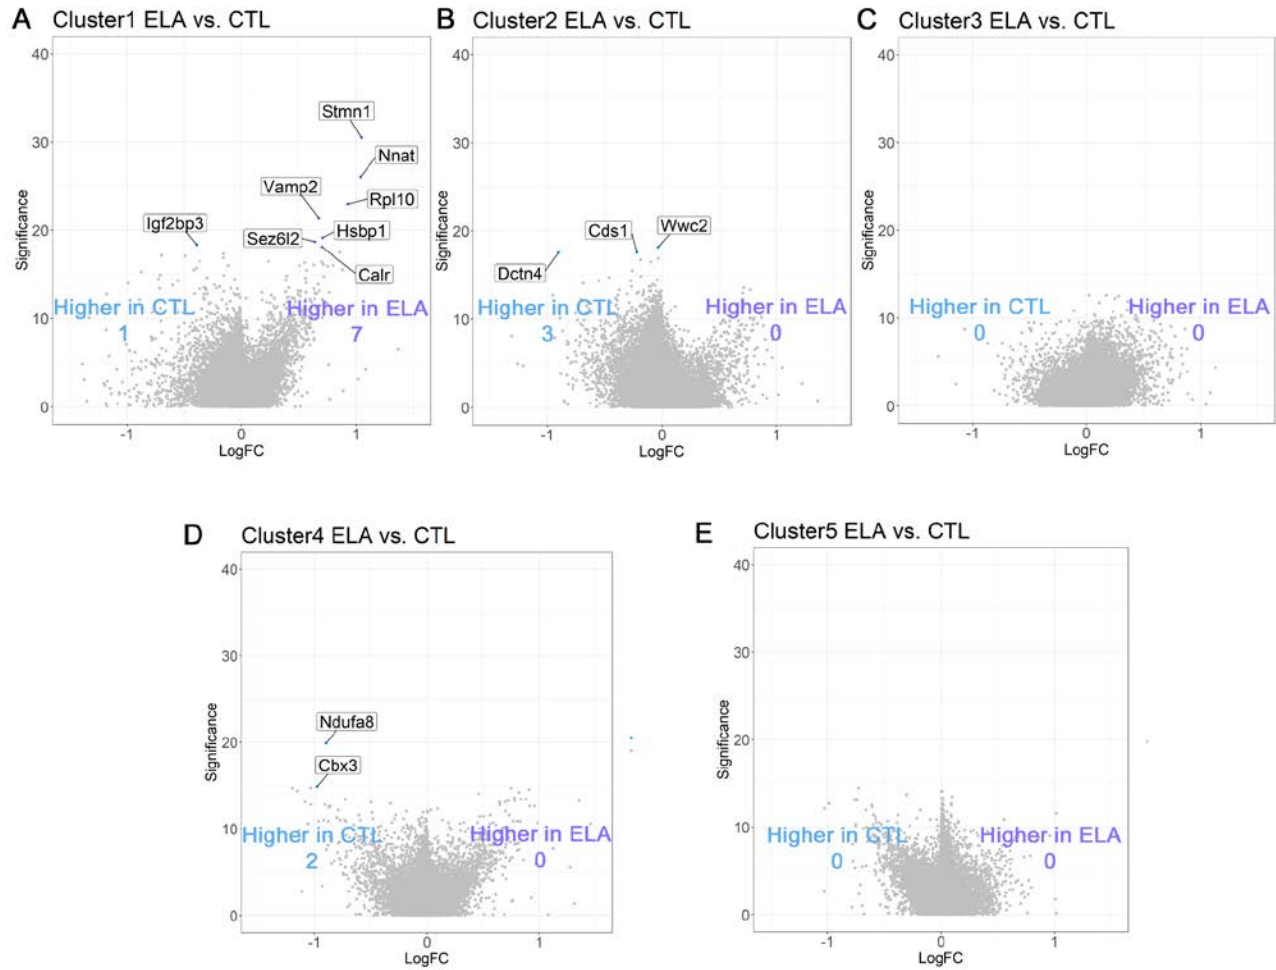 A Cluster1 ELA vs. CTL
40
30
20
10
0
Significance
Stmn1
Nnat
Vamp2
Rpl10
Igf2bp3
Hsbp1
Sez6l2
Calr
Higher in CTL
1
Higher in ELA
7
-1 0 1
LogFC
B Cluster2 ELA vs. CTL
40
30
20
10
0
Significance
Cds1
Wwc2
Dctn4
Higher in CTL
3
Higher in ELA
0
-1 0 1
LogFC
C Cluster3 ELA vs. CTL
40
30
20
10
0
Significance
Higher in CTL
0
Higher in ELA
0
-1 0 1
LogFC
D Cluster4 ELA vs. CTL
40
30
20
10
0
Significance
Ndufa8
Cbx3
Higher in CTL
2
Higher in ELA
0
-1 0 1
LogFC
E Cluster5 ELA vs. CTL
40
30
20
10
0
Significance
Higher in CTL
0
Higher in ELA
0
-1 0 1
LogFC